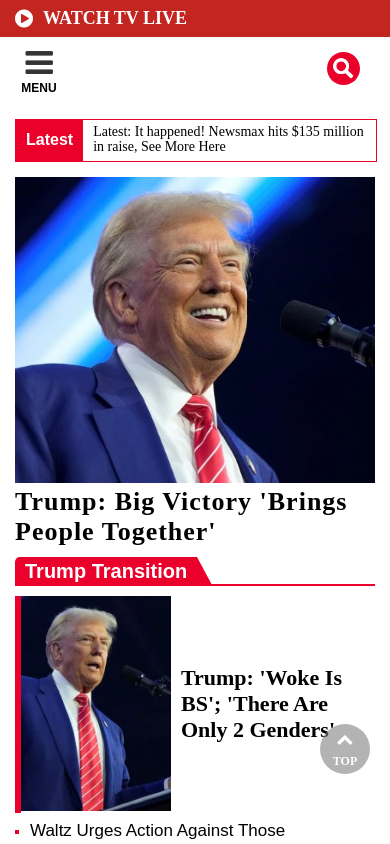 WATCH TV LIVE
MENU
Latest
Latest: It happened! Newsmax hits $135 million
in raise, See More Here
Trump: Big Victory 'Brings
People Together'
Trump Transition
Trump: 'Woke Is
BS'; 'There Are
Only 2 Genders'
TOP
Waltz Urges Action Against Those